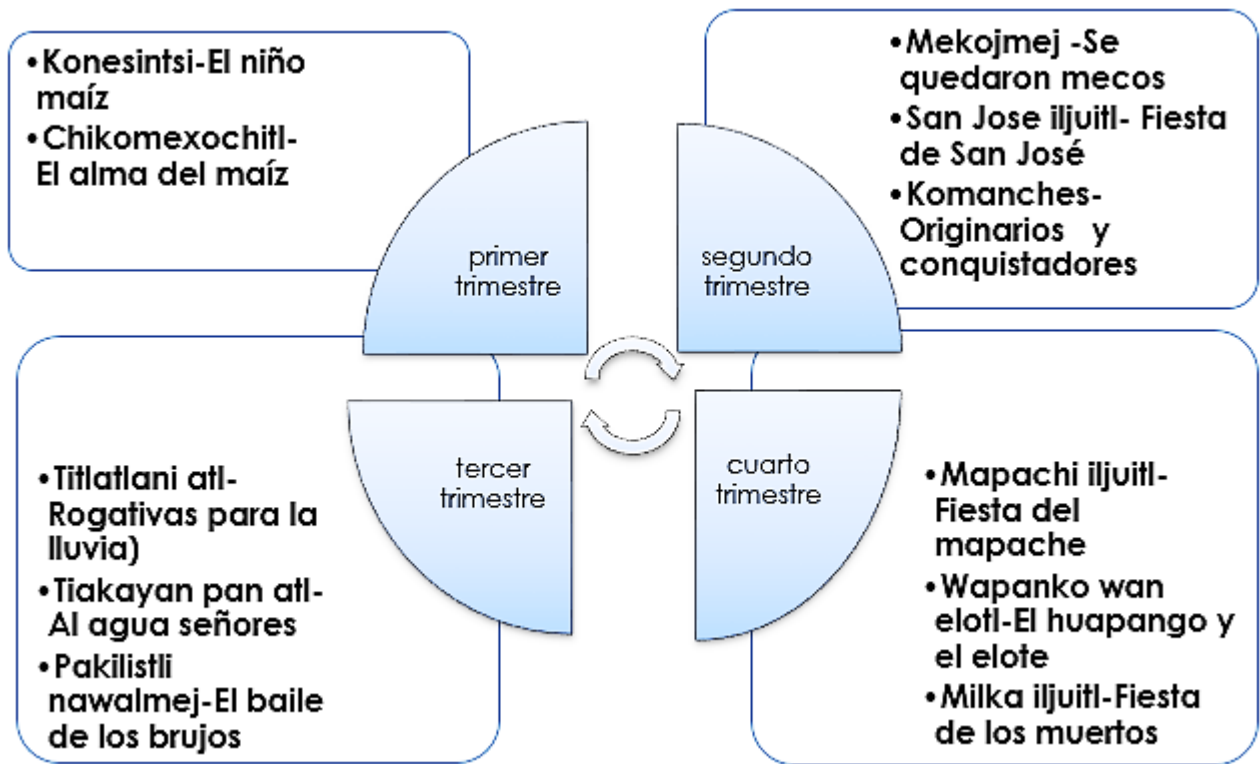 •Konesintsi-El niño
maíz
•Chikomexochitl-
El alma del maíz
primer
trimestre
•Mekojmej -Se
quedaron mecos
•San Jose iljuitl- Fiesta
de San José
•Komanches-
Originarios y
conquistadores
segundo
trimestre
•Titlatlani atl-
Rogativas para la
lluvia)
•Tiakayan pan atl-
Al agua señores
•Pakilistli
nawalmej-El baile
de los brujos
tercer
trimestre
•Mapachi iljuitl-
Fiesta del
mapache
•Wapanko wan
elotl-El huapango y
el elote
•Milka iljuitl-Fiesta
de los muertos
cuarto
trimestre